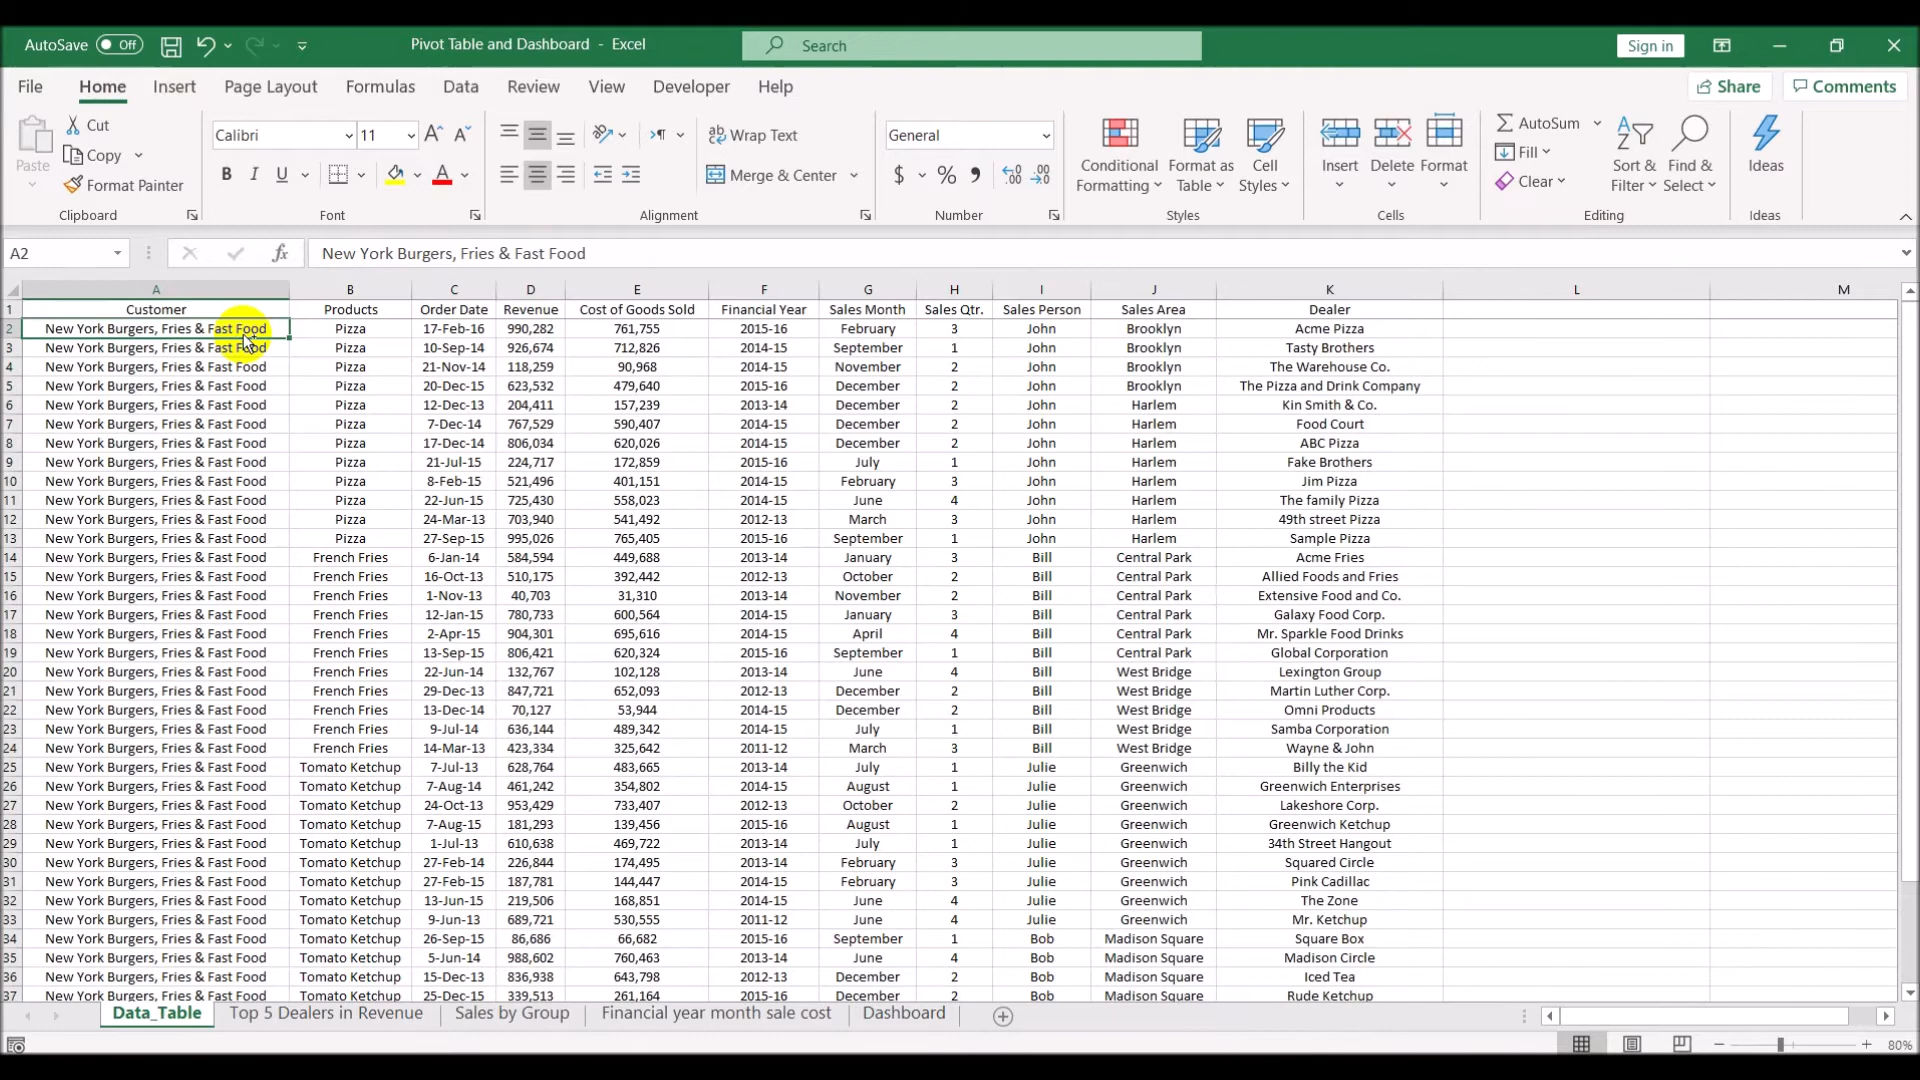 AutoSave Off Pivot Table and Dashboard - Excel Search Sign in
File Home Insert Page Layout Formulas Data Review View Developer Help Share Comments
Cut
Copy
Format Painter
Paste
Clipboard
Calibri 11
B I U A
Font
Wrap Text
Merge & Center
Alignment
General
$ %
Number
Conditional Formatting
Format as Table
Cell Styles
Styles
Insert Delete Format
Cells
AutoSum
Fill
Clear
Sort & Filter
Find & Select
Editing
Ideas
Ideas
A2 fx New York Burgers, Fries & Fast Food
A B C D E F G H I J K L M
1 Customer Products Order Date Revenue Cost of Goods Sold Financial Year Sales Month Sales Qtr. Sales Person Sales Area Dealer
2 New York Burgers, Fries & Fast Food Pizza 17-Feb-16 990,282 761,755 2015-16 February 3 John Brooklyn Acme Pizza
3 New York Burgers, Fries & Fast Food Pizza 10-Sep-14 926,674 712,826 2014-15 September 1 John Brooklyn Tasty Brothers
4 New York Burgers, Fries & Fast Food Pizza 21-Nov-14 118,259 90,968 2014-15 November 2 John Brooklyn The Warehouse Co.
5 New York Burgers, Fries & Fast Food Pizza 20-Dec-15 623,532 479,640 2015-16 December 2 John Brooklyn The Pizza and Drink Company
6 New York Burgers, Fries & Fast Food Pizza 12-Dec-13 204,411 157,239 2013-14 December 2 John Harlem Kin Smith & Co.
7 New York Burgers, Fries & Fast Food Pizza 7-Dec-14 767,529 590,407 2014-15 December 2 John Harlem Food Court
8 New York Burgers, Fries & Fast Food Pizza 17-Dec-14 806,034 620,026 2014-15 December 2 John Harlem ABC Pizza
9 New York Burgers, Fries & Fast Food Pizza 21-Jul-15 224,717 172,859 2015-16 July 1 John Harlem Fake Brothers
10 New York Burgers, Fries & Fast Food Pizza 8-Feb-15 521,496 401,151 2014-15 February 3 John Harlem Jim Pizza
11 New York Burgers, Fries & Fast Food Pizza 22-Jun-15 725,430 558,023 2014-15 June 4 John Harlem The family Pizza
12 New York Burgers, Fries & Fast Food Pizza 24-Mar-13 703,940 541,492 2012-13 March 3 John Harlem 49th street Pizza
13 New York Burgers, Fries & Fast Food Pizza 27-Sep-15 995,026 765,405 2015-16 September 1 John Harlem Sample Pizza
14 New York Burgers, Fries & Fast Food French Fries 6-Jan-14 584,594 449,688 2013-14 January 3 Bill Central Park Acme Fries
15 New York Burgers, Fries & Fast Food French Fries 16-Oct-13 510,175 392,442 2012-13 October 2 Bill Central Park Allied Foods and Fries
16 New York Burgers, Fries & Fast Food French Fries 1-Nov-13 40,703 31,310 2013-14 November 2 Bill Central Park Extensive Food and Co.
17 New York Burgers, Fries & Fast Food French Fries 12-Jan-15 780,733 600,564 2014-15 January 3 Bill Central Park Galaxy Food Corp.
18 New York Burgers, Fries & Fast Food French Fries 2-Apr-15 904,301 695,616 2014-15 April 4 Bill Central Park Mr. Sparkle Food Drinks
19 New York Burgers, Fries & Fast Food French Fries 13-Sep-15 806,421 620,324 2015-16 September 1 Bill Central Park Global Corporation
20 New York Burgers, Fries & Fast Food French Fries 22-Jun-14 132,767 102,128 2013-14 June 4 Bill West Bridge Lexington Group
21 New York Burgers, Fries & Fast Food French Fries 29-Dec-13 847,721 652,093 2012-13 December 2 Bill West Bridge Martin Luther Corp.
22 New York Burgers, Fries & Fast Food French Fries 13-Dec-14 70,127 53,944 2014-15 December 2 Bill West Bridge Omni Products
23 New York Burgers, Fries & Fast Food French Fries 9-Jul-14 636,144 489,342 2014-15 July 1 Bill West Bridge Samba Corporation
24 New York Burgers, Fries & Fast Food French Fries 14-Mar-13 423,334 325,642 2011-12 March 3 Bill West Bridge Wayne & John
25 New York Burgers, Fries & Fast Food Tomato Ketchup 7-Jul-13 628,764 483,665 2013-14 July 1 Julie Greenwich Billy the Kid
26 New York Burgers, Fries & Fast Food Tomato Ketchup 7-Aug-14 461,242 354,802 2014-15 August 1 Julie Greenwich Greenwich Enterprises
27 New York Burgers, Fries & Fast Food Tomato Ketchup 24-Oct-13 953,429 733,407 2012-13 October 2 Julie Greenwich Lakeshore Corp.
28 New York Burgers, Fries & Fast Food Tomato Ketchup 7-Aug-15 181,293 139,456 2015-16 August 1 Julie Greenwich Greenwich Ketchup
29 New York Burgers, Fries & Fast Food Tomato Ketchup 1-Jul-13 610,638 469,722 2013-14 July 1 Julie Greenwich 34th Street Hangout
30 New York Burgers, Fries & Fast Food Tomato Ketchup 27-Feb-14 226,844 174,495 2013-14 February 3 Julie Greenwich Squared Circle
31 New York Burgers, Fries & Fast Food Tomato Ketchup 27-Feb-15 187,781 144,447 2014-15 February 3 Julie Greenwich Pink Cadillac
32 New York Burgers, Fries & Fast Food Tomato Ketchup 13-Jun-15 219,506 168,851 2014-15 June 4 Julie Greenwich The Zone
33 New York Burgers, Fries & Fast Food Tomato Ketchup 9-Jun-13 689,721 530,555 2011-12 June 4 Julie Greenwich Mr. Ketchup
34 New York Burgers, Fries & Fast Food Tomato Ketchup 26-Sep-15 86,686 66,682 2015-16 September 1 Bob Madison Square Square Box
35 New York Burgers, Fries & Fast Food Tomato Ketchup 5-Jun-14 988,602 760,463 2013-14 June 4 Bob Madison Square Madison Circle
36 New York Burgers, Fries & Fast Food Tomato Ketchup 15-Dec-13 836,938 643,798 2012-13 December 2 Bob Madison Square Iced Tea
37 New York Burgers, Fries & Fast Food Tomato Ketchup 25-Dec-15 339,513 261,164 2015-16 December 2 Bob Madison Square Rude Ketchup
Data_Table Top 5 Dealers in Revenue Sales by Group Financial year month sale cost Dashboard
80%